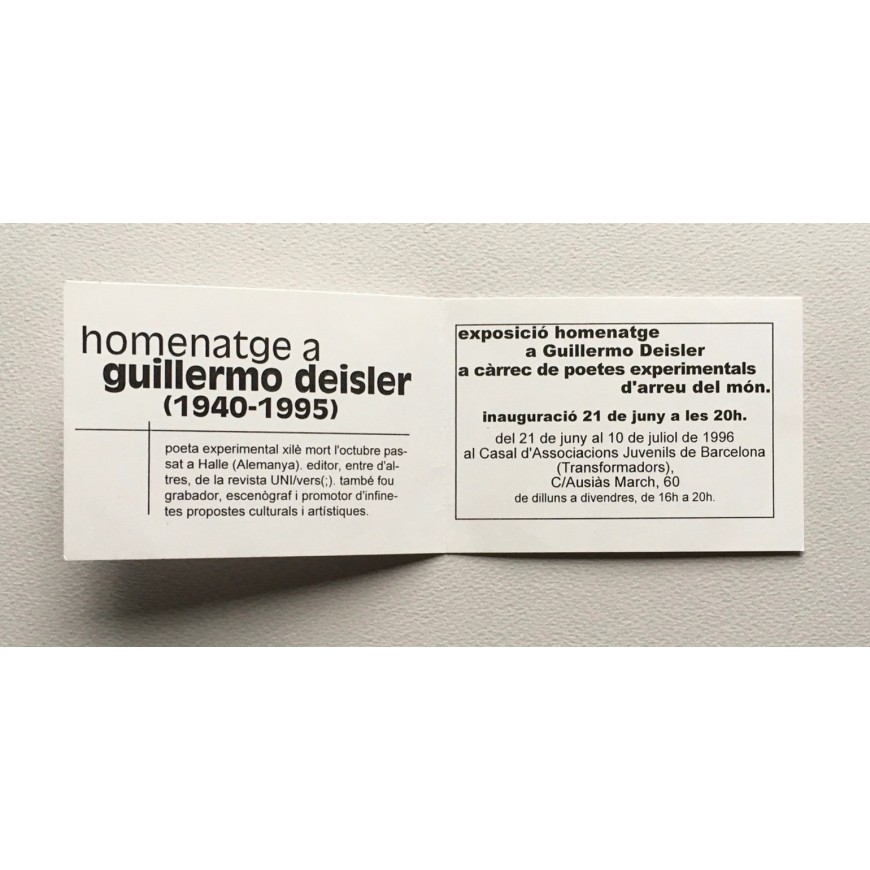 homenatge a
guillermo deisler
(1940-1995)
poeta experimental xilè mort l'octubre pas-
sat a Halle (Alemanya). editor, entre d'al-
tres, de la revista UNI/vers(;). també fou
grabador, escenògraf i promotor d'infine-
tes propostes culturals i artístiques.
exposició homenatge
a Guillermo Deisler
a càrrec de poetes experimentals
d'arreu del món.
inauguració 21 de juny a les 20h.
del 21 de juny al 10 de juliol de 1996
al Casal d'Associacions Juvenils de Barcelona
(Transformadors),
C/Ausiàs March, 60
de dilluns a divendres, de 16h a 20h.